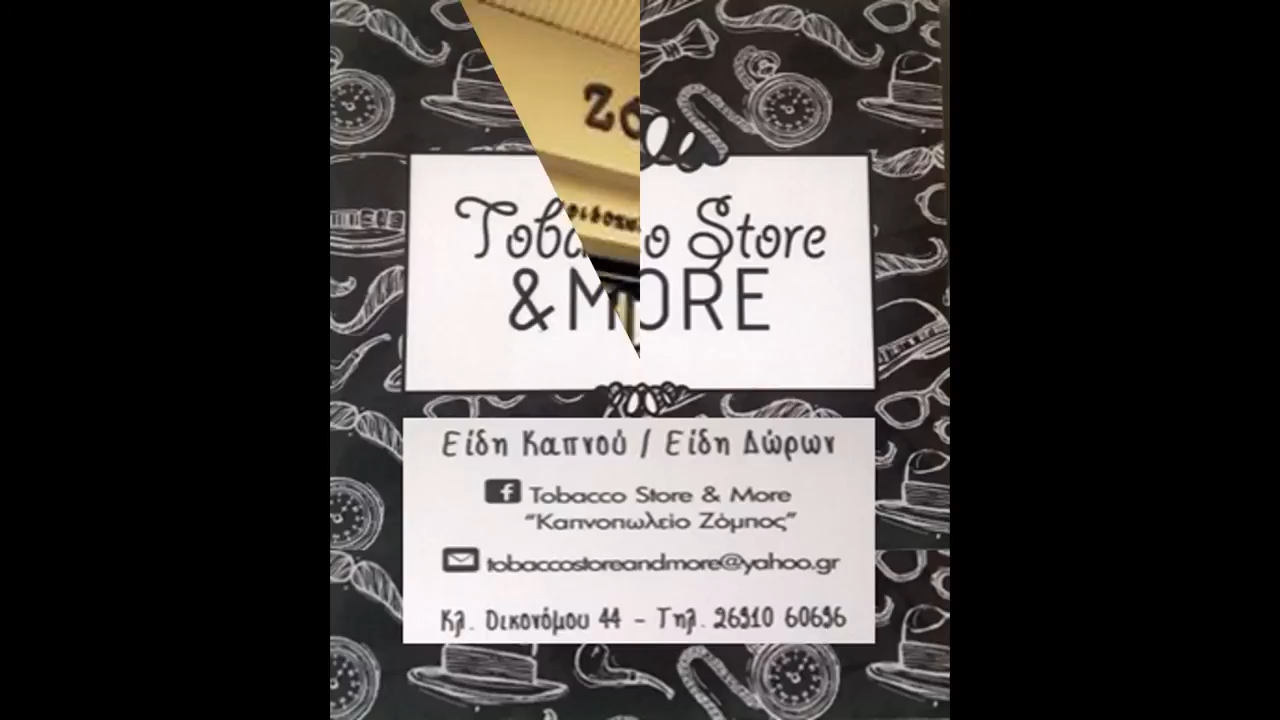 Tobacco Store
& MORE
Είδη Καπνού / Είδη Δώρων
Tobacco Store & More
"Καπνοπωλείο Ζόμπος"
tobaccostoreandmore@yahoo.gr
Κλ. Οικονόμου 44 - Τηλ. 26910 60696